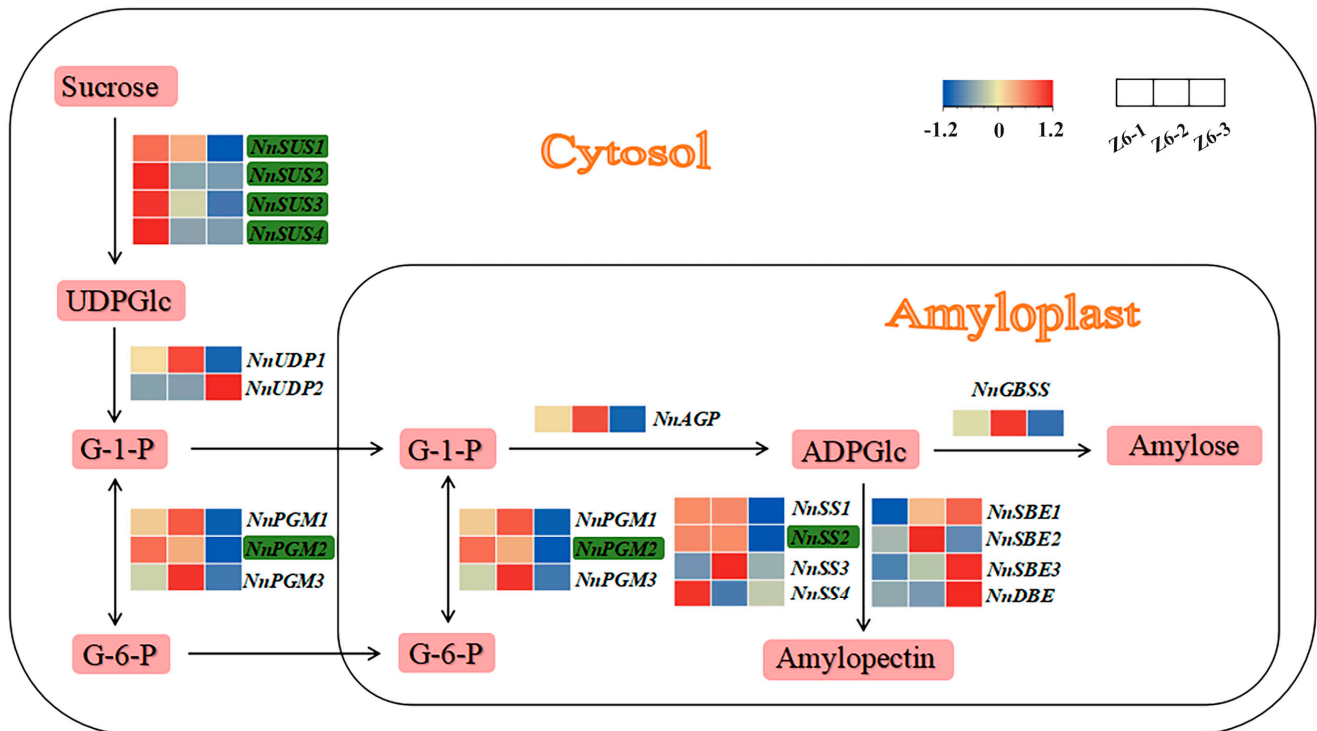 Sucrose
-1.2 0 1.2
Z6-1 Z6-2 Z6-3
Cytosol
NnSUS1
NnSUS2
NnSUS3
NnSUS4
UDPGlc
Amyloplast
NnUDP1
NnUDP2
NnGBSS
NnAGP
G-1-P
G-1-P
ADPGlc
Amylose
NnPGM1
NnPGM2
NnPGM3
NnPGM1
NnPGM2
NnPGM3
NnSS1
NnSS2
NnSS3
NnSS4
NnSBE1
NnSBE2
NnSBE3
NnDBE
G-6-P
G-6-P
Amylopectin